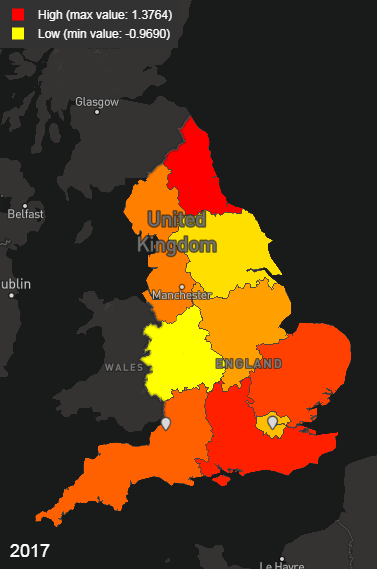 High (max value: 1.3764)
Low (min value: -0.9690)
Glasgow
Belfast
United
Kingdom
ublin
Manchester
WALES
ENGLAND
2017
Le Havre